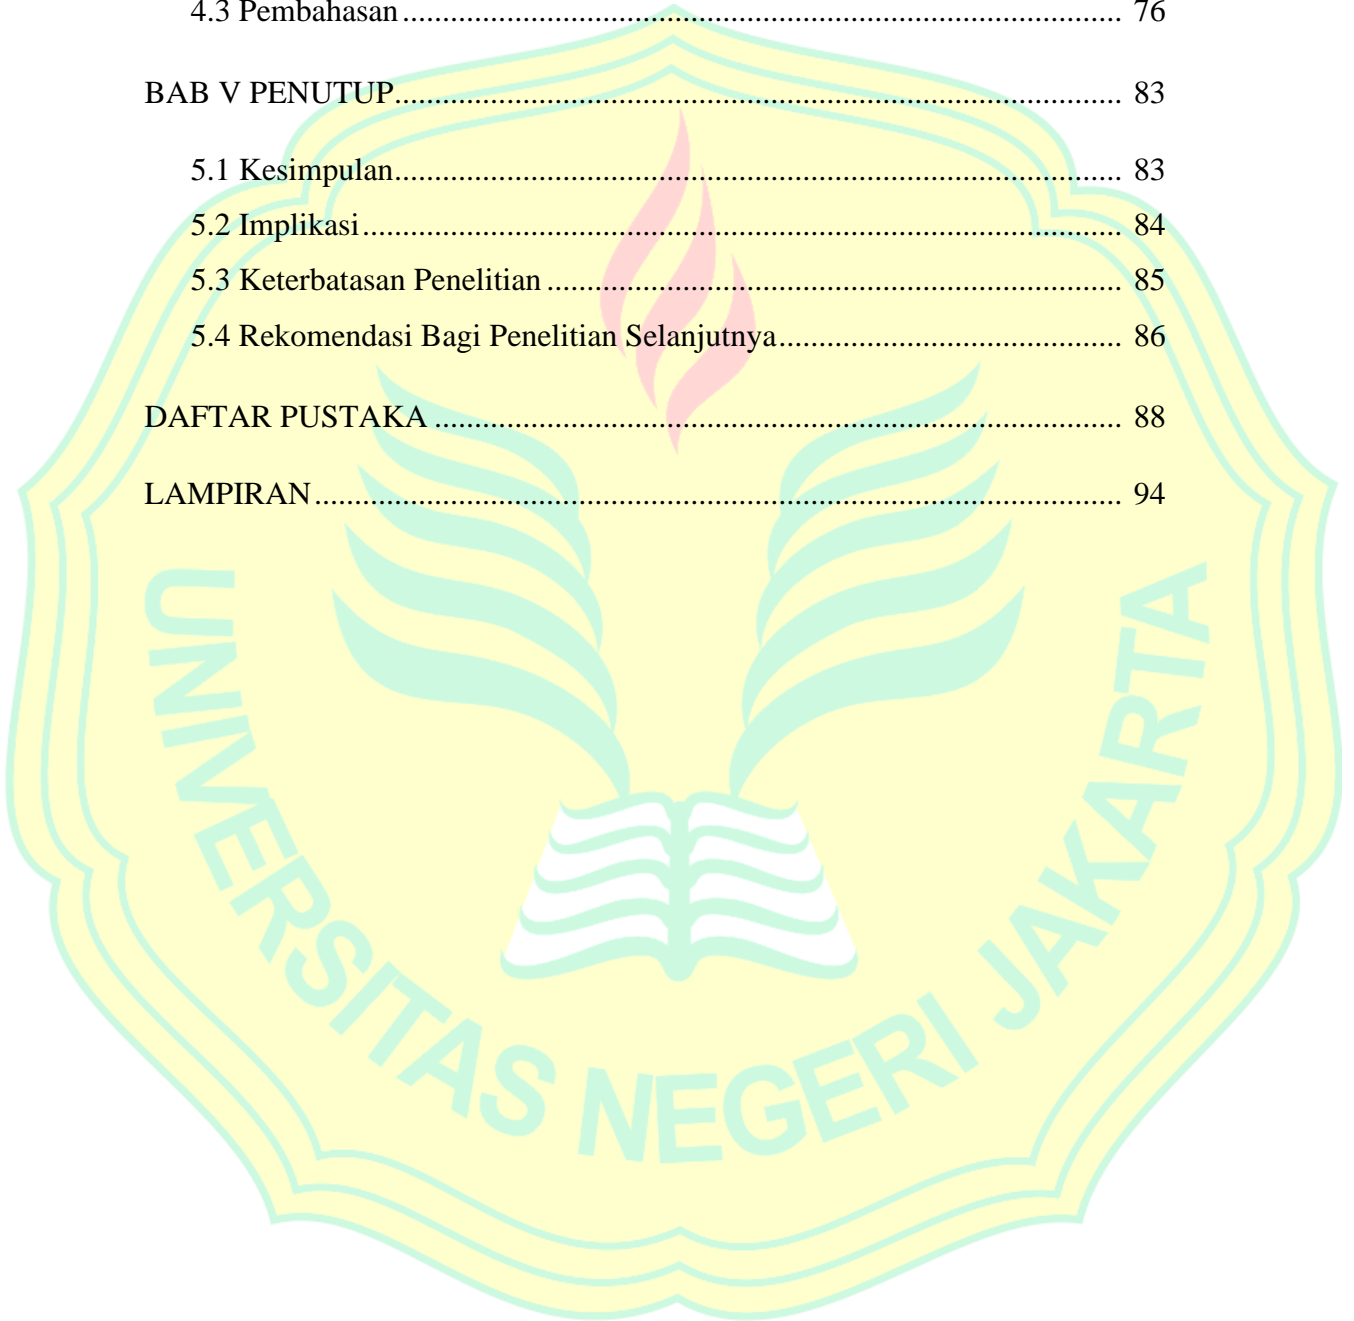 4.3 Pembahasan.......................................................................................... 76
BAB V PENUTUP........................................................................................... 83
5.1 Kesimpulan........................................................................................... 83
5.2 Implikasi............................................................................................... 84
5.3 Keterbatasan Penelitian ........................................................................ 85
5.4 Rekomendasi Bagi Penelitian Selanjutnya........................................... 86
DAFTAR PUSTAKA ...................................................................................... 88
LAMPIRAN..................................................................................................... 94
UNIVERSITAS NEGERI JAKARTA